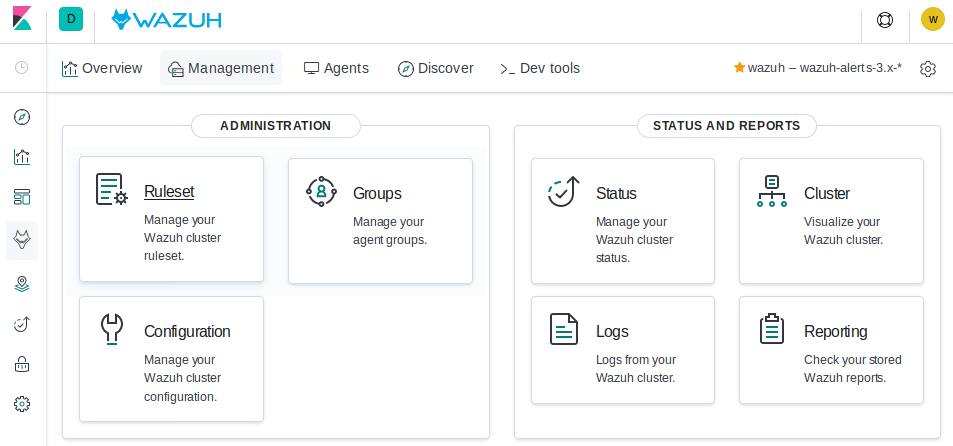 D
WAZUH
w
Overview
Management
Agents
Discover
Dev tools
wazuh – wazuh-alerts-3.x-*
ADMINISTRATION
Ruleset
Manage your
Wazuh cluster
ruleset.
Groups
Manage your
agent groups.
Configuration
Manage your
Wazuh cluster
configuration.
STATUS AND REPORTS
Status
Manage your
Wazuh cluster
status.
Cluster
Visualize your
Wazuh cluster.
Logs
Logs from your
Wazuh cluster.
Reporting
Check your stored
Wazuh reports.